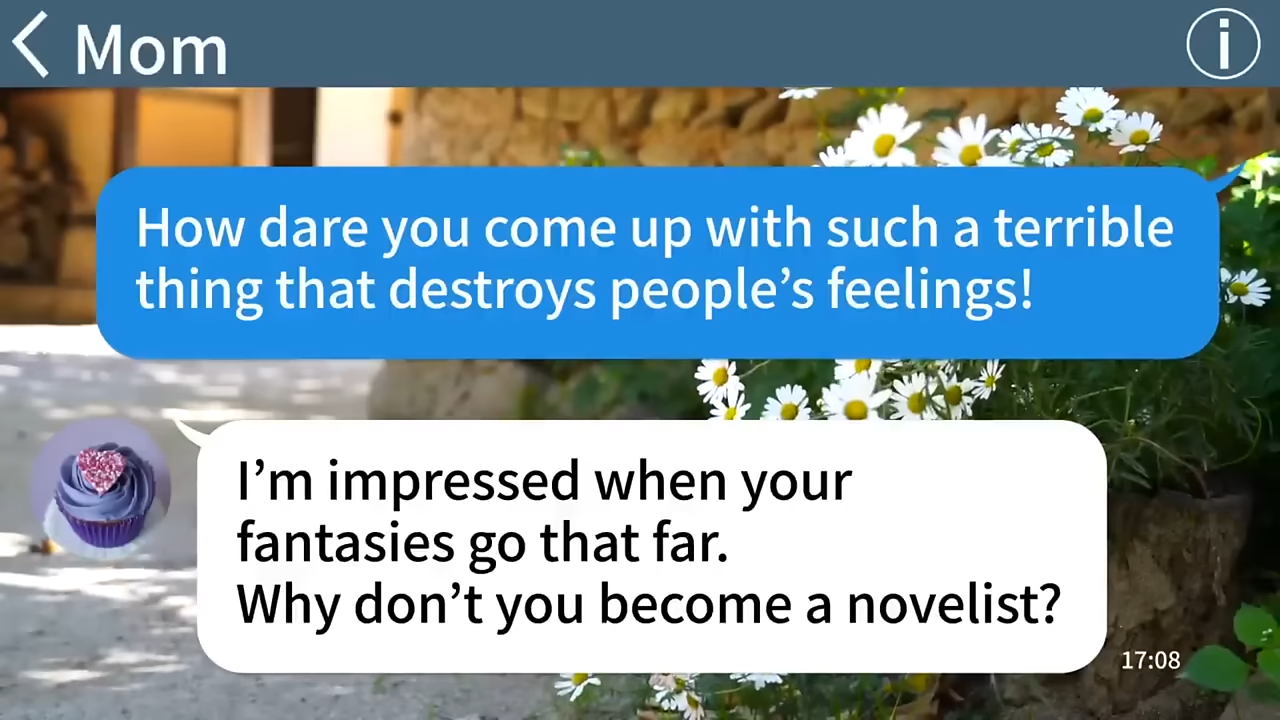 Mom
How dare you come up with such a terrible
thing that destroys people’s feelings!
I’m impressed when your
fantasies go that far.
Why don’t you become a novelist?
17:08